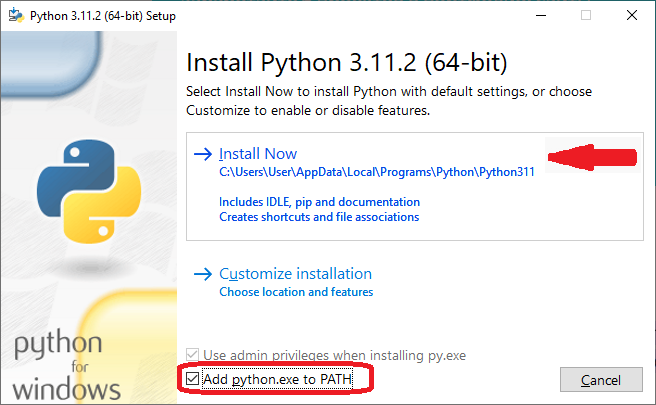 Python 3.11.2 (64-bit) Setup
Install Python 3.11.2 (64-bit)
Select Install Now to install Python with default settings, or choose
Customize to enable or disable features.
Install Now
C:\Users\User\AppData\Local\Programs\Python\Python311
Includes IDLE, pip and documentation
Creates shortcuts and file associations
Customize installation
Choose location and features
Use admin privileges when installing py.exe
Add python.exe to PATH
Cancel
python
for
windows